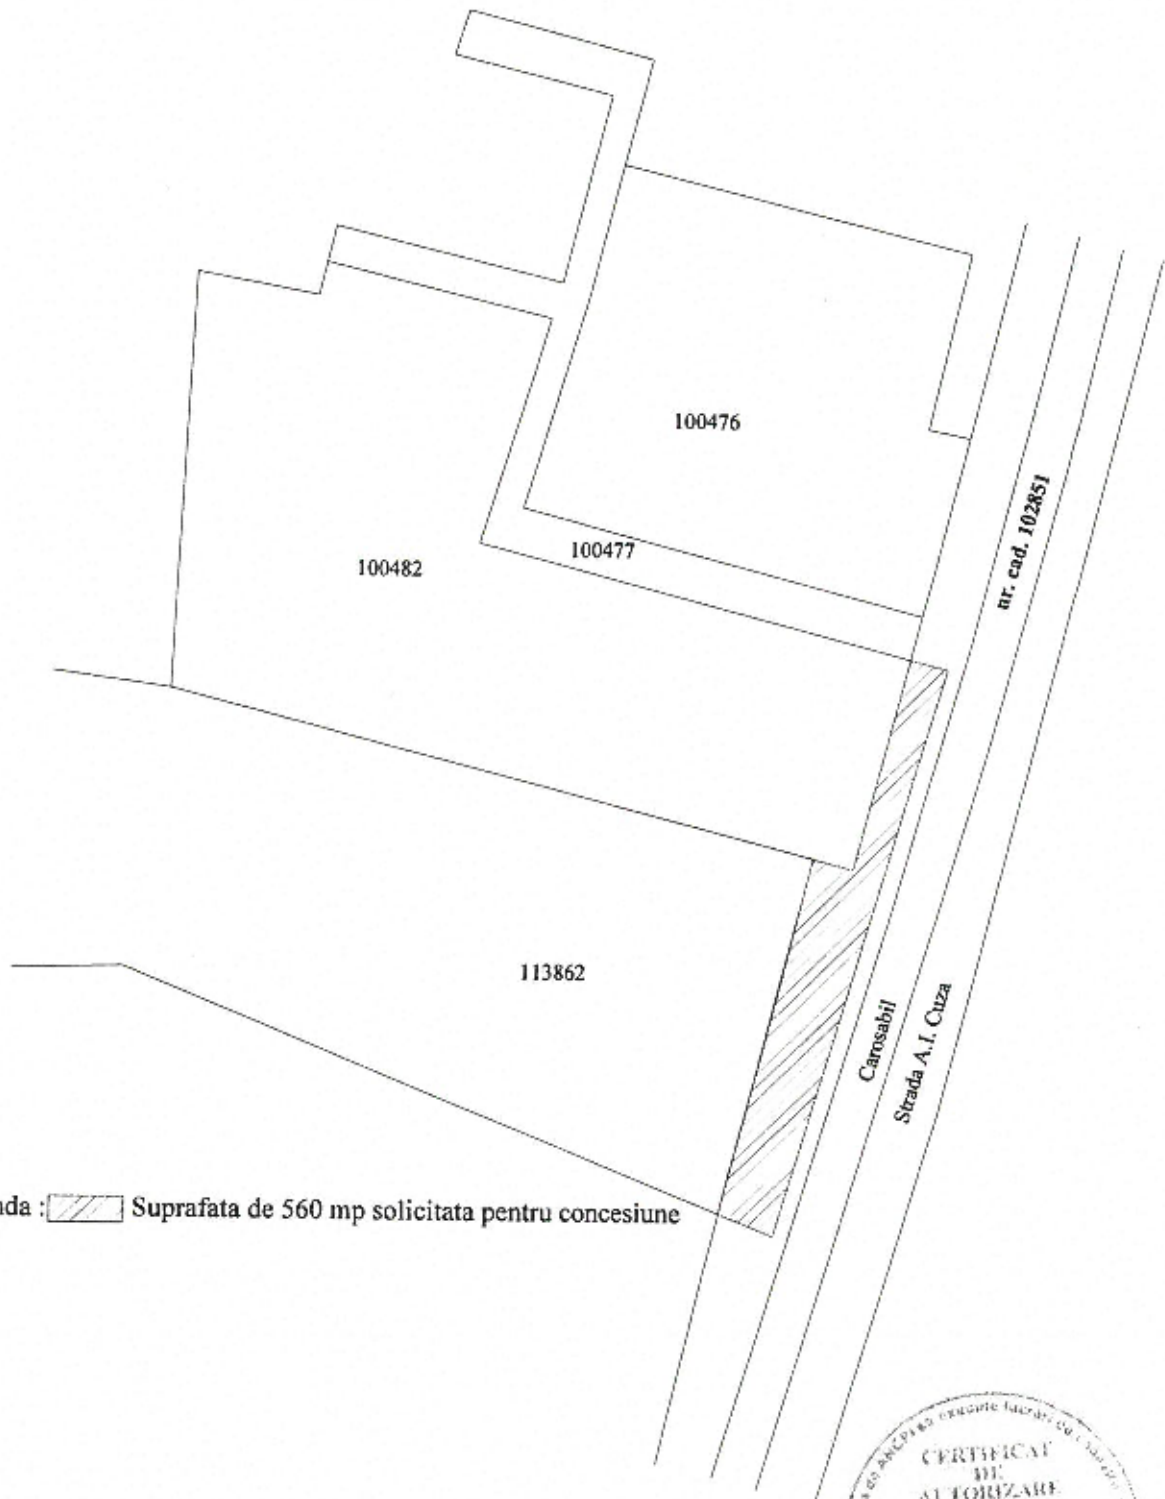 100476
nr. cad. 102851
100477
100482
113862
Carosabil
Strada A.I. Cuza
nda : Suprafata de 560 mp solicitata pentru concesiune
CERTIFICAT
DE
AUTORIZARE